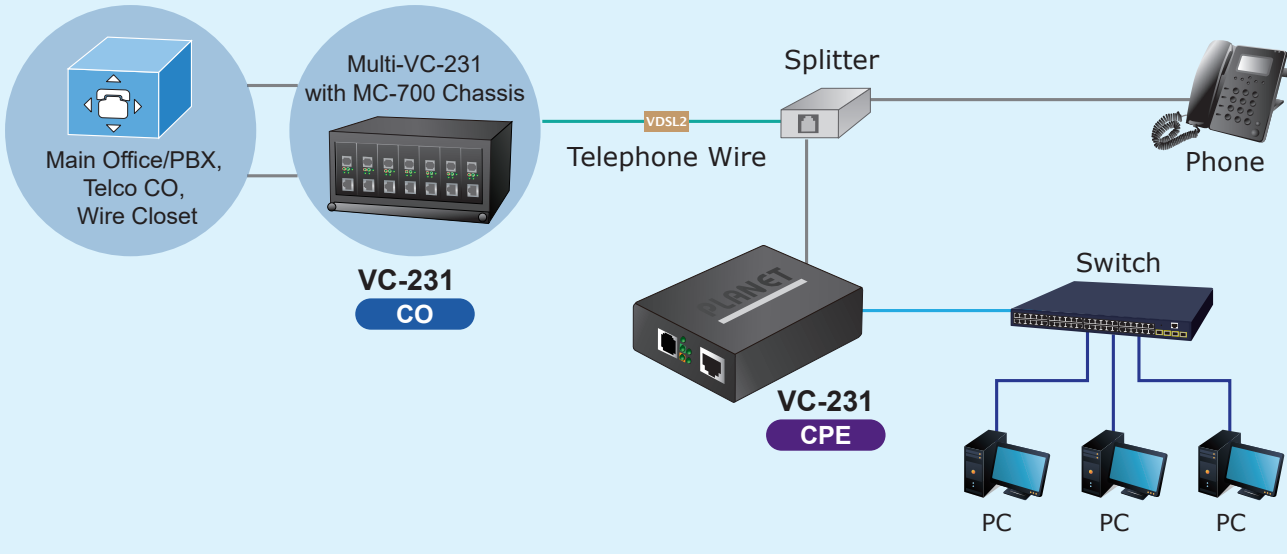 Main Office/PBX,
Telco CO,
Wire Closet
Multi-VC-231
with MC-700 Chassis
VC-231
CO
VDSL2
Telephone Wire
Splitter
Phone
PLANET
VC-231
CPE
Switch
PC
PC
PC